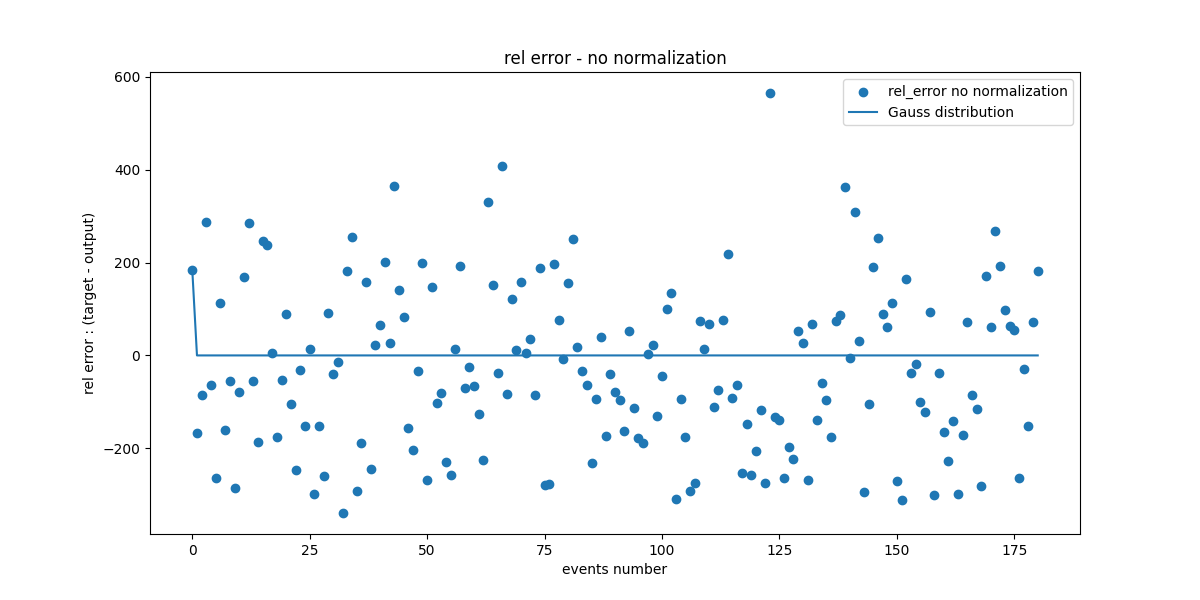 rel error - no normalization
600
400
200
0
−200
rel error : (target - output)
rel_error no normalization
Gauss distribution
0
25
50
75
100
125
150
175
events number